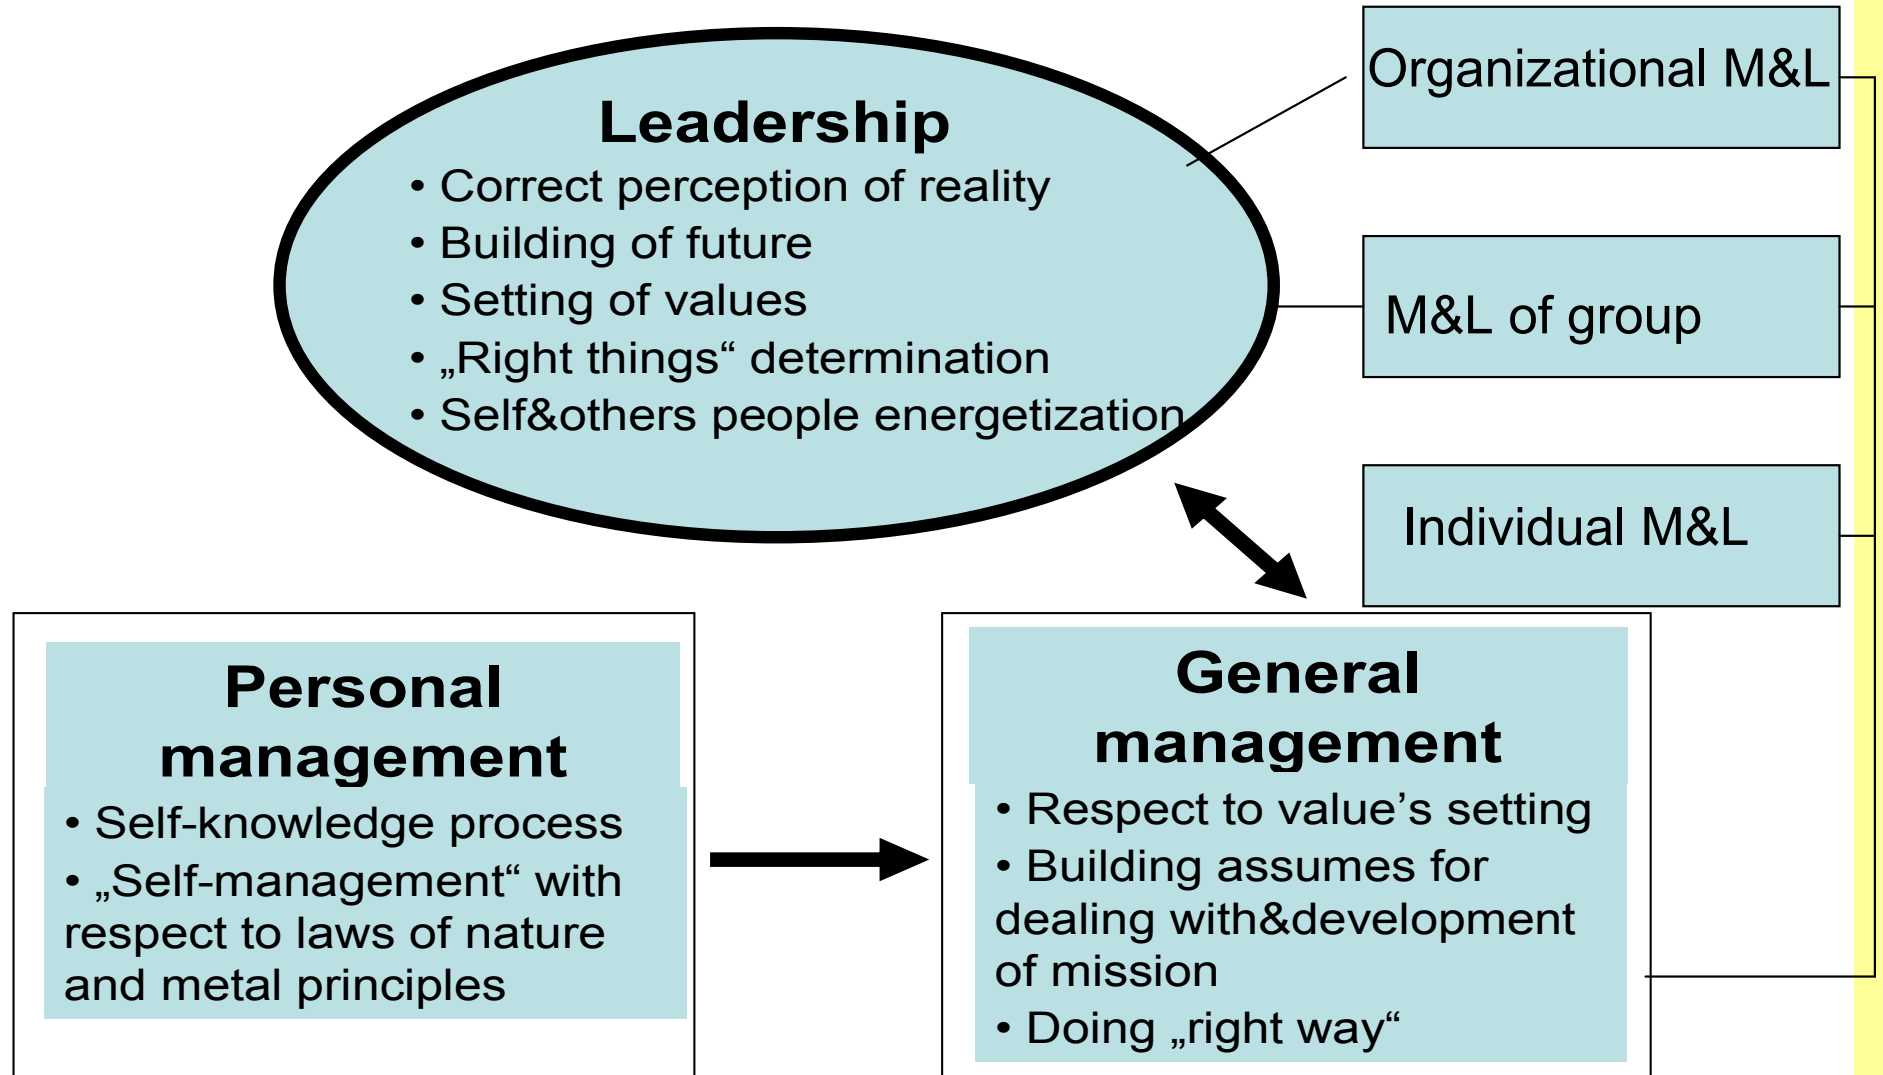 Leadership
• Correct perception of reality
• Building of future
• Setting of values
• „Right things“ determination
• Self&others people energetization
Organizational M&L
M&L of group
Individual M&L
Personal
management
• Self-knowledge process
• „Self-management“ with
respect to laws of nature
and metal principles
General
management
• Respect to value’s setting
• Building assumes for
dealing with&development
of mission
• Doing „right way“